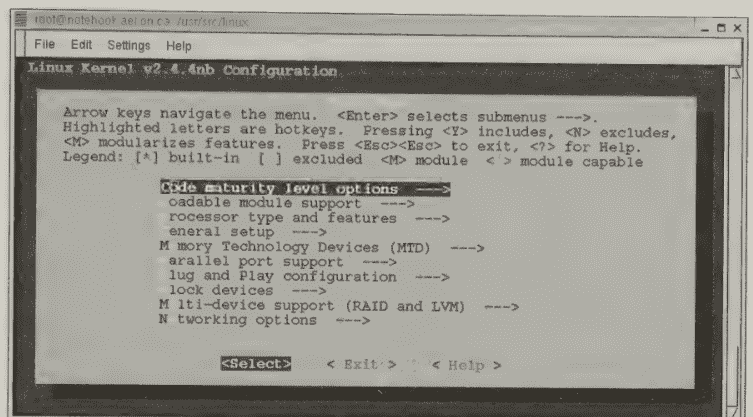 root@notebook.aei.on.ca: /usr/src/linux
File Edit Settings Help
Linux Kernel v2.4.4nb Configuration
Arrow keys navigate the menu. <Enter> selects submenus --->.
Highlighted letters are hotkeys. Pressing <Y> includes, <N> excludes,
<M> modularizes features. Press <Esc><Esc> to exit, <?> for Help.
Legend: [*] built-in [ ] excluded <M> module < > module capable
Code maturity level options --->
oadable module support --->
rocessor type and features --->
eneral setup --->
M mory Technology Devices (MTD) --->
arallel port support --->
lug and Play configuration --->
lock devices --->
M lti-device support (RAID and LVM) --->
N tworking options --->
<Select> < Exit > < Help >